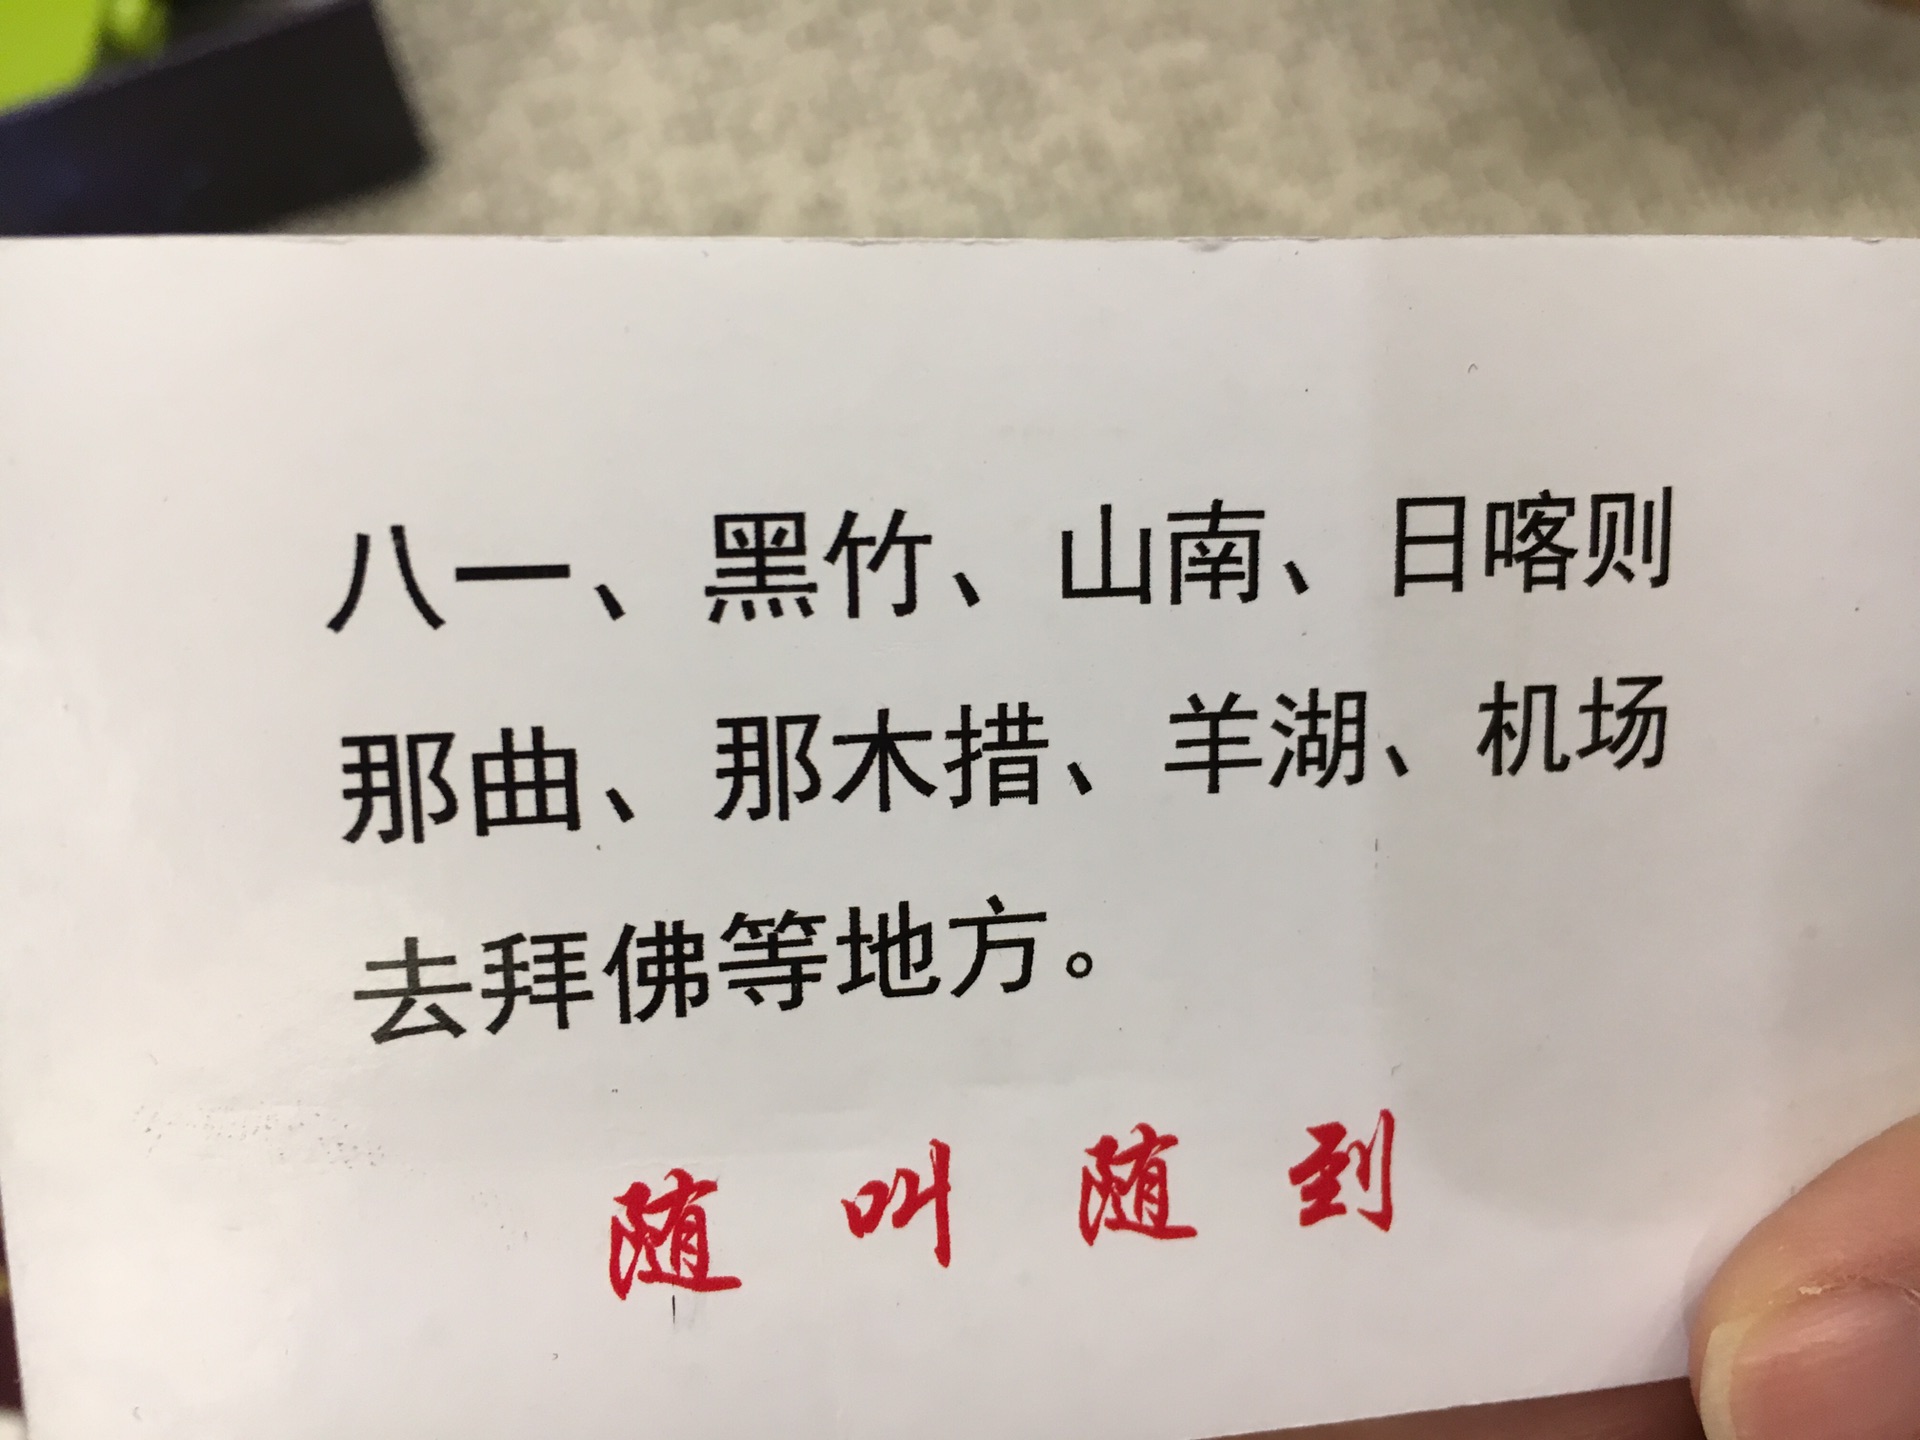 八一、黑竹、山南、日喀则
那曲、那木措、羊湖、机场
去拜佛等地方。
随叫随到